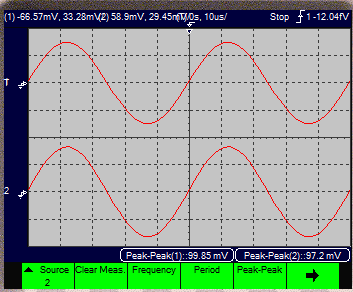 (1) -66.57mV, 33.28mV(2) 58.9mV, 29.45mV 0s, 10us/ Stop 1 -12.04fV
T
2
Peak-Peak(1)::99.85 mV Peak-Peak(2)::97.2 mV
Source Clear Meas. Frequency Period Peak-Peak
2